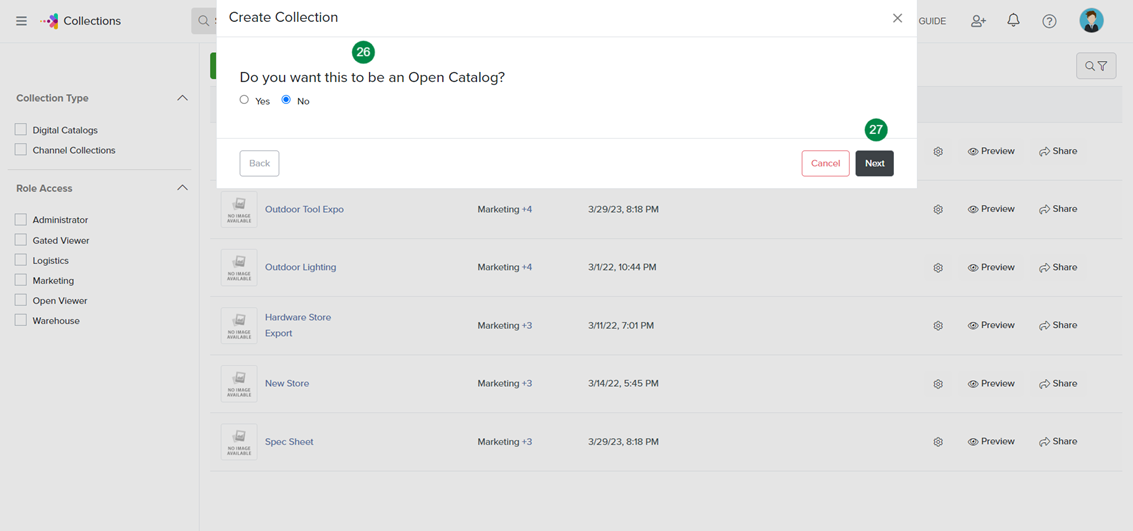 Collections
S
Create Collection
GUIDE
26
Do you want this to be an Open Catalog?
Yes
No
27
Back
Cancel
Next
Collection Type
Digital Catalogs
Channel Collections
Role Access
Administrator
Gated Viewer
Logistics
Marketing
Open Viewer
Warehouse
Preview
Share
NO IMAGE
AVAILABLE
Outdoor Tool Expo
Marketing +4
3/29/23, 8:18 PM
Preview
Share
NO IMAGE
AVAILABLE
Outdoor Lighting
Marketing +4
3/1/22, 10:44 PM
Preview
Share
NO IMAGE
AVAILABLE
Hardware Store
Export
Marketing +3
3/11/22, 7:01 PM
Preview
Share
NO IMAGE
AVAILABLE
New Store
Marketing +3
3/14/22, 5:45 PM
Preview
Share
NO IMAGE
AVAILABLE
Spec Sheet
Marketing +3
3/29/23, 8:18 PM
Preview
Share